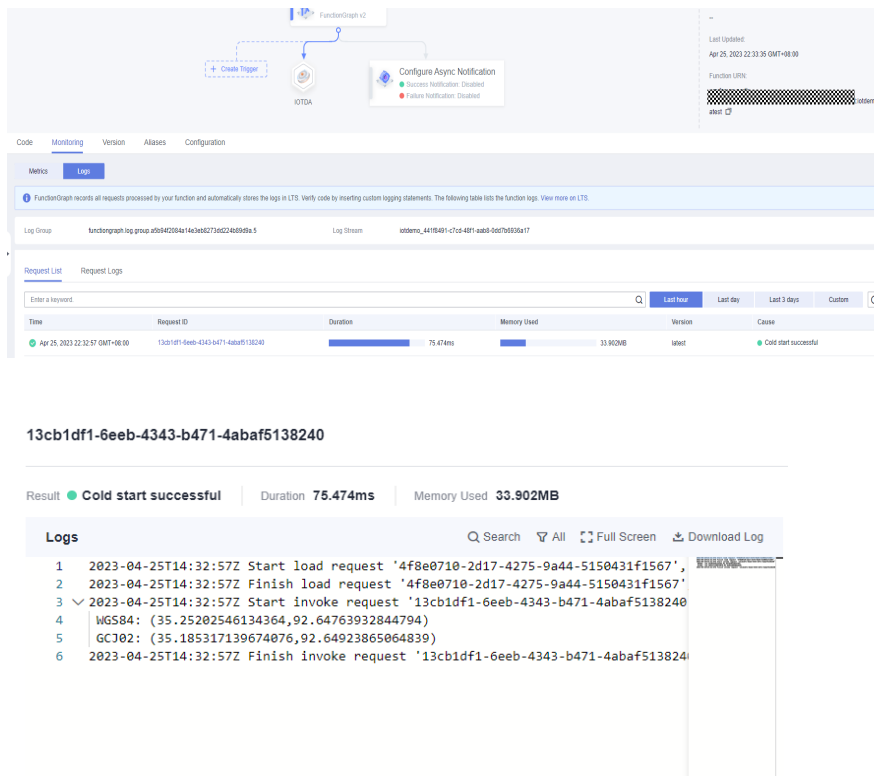 FunctionGraph v2
--
Last Updated:
+ Create Trigger
Configure Async Notification
Apr 25, 2023 22:33:35 GMT+08:00
Success Notification: Disabled
Failure Notification: Disabled
Function URN:
IOTDA
:iotdem
atest
Code Monitoring Version Aliases Configuration
Metrics Logs
FunctionGraph records all requests processed by your function and automatically stores the logs in LTS. Verify code by inserting custom logging statements. The following table lists the function logs. View more on LTS.
Log Group functiongraph.log.group.a5b94f2084a14e3eb8273dd224b89d9a.5 Log Stream iotdemo_441f8491-c7cd-48f1-aab8-0dd7b6936a17
Request List Request Logs
Enter a keyword. Last hour Last day Last 3 days Custom
Time Request ID Duration Memory Used Version Cause
Apr 25, 2023 22:32:57 GMT+08:00 13cb1df1-6eeb-4343-b471-4abaf5138240 75.474ms 33.902MB latest Cold start successful
13cb1df1-6eeb-4343-b471-4abaf5138240
Result Cold start successful Duration 75.474ms Memory Used 33.902MB
Logs Search All Full Screen Download Log
1 2023-04-25T14:32:57Z Start load request '4f8e0710-2d17-4275-9a44-5150431f1567',
2 2023-04-25T14:32:57Z Finish load request '4f8e0710-2d17-4275-9a44-5150431f1567'
3 2023-04-25T14:32:57Z Start invoke request '13cb1df1-6eeb-4343-b471-4abaf5138240
4 WGS84: (35.25202546134364,92.64763932844794)
5 GCJ02: (35.185317139674076,92.64923865064839)
6 2023-04-25T14:32:57Z Finish invoke request '13cb1df1-6eeb-4343-b471-4abaf513824